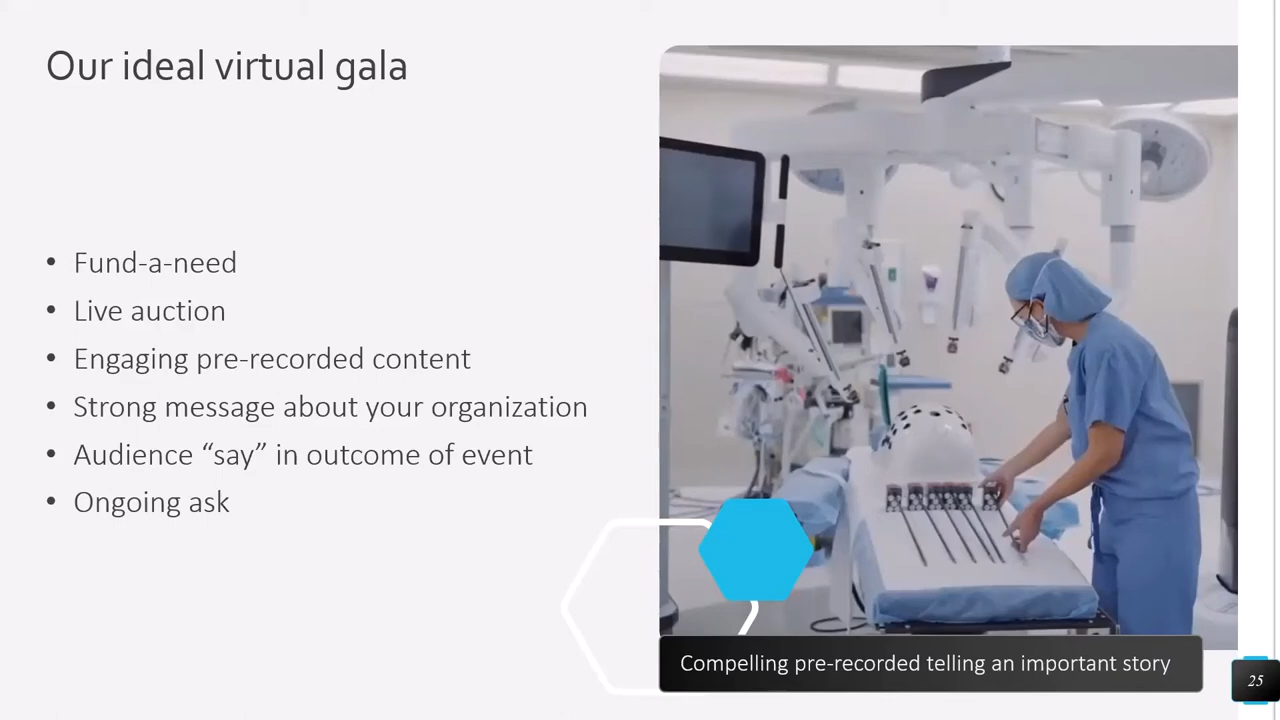 Our ideal virtual gala
• Fund-a-need
• Live auction
• Engaging pre-recorded content
• Strong message about your organization
• Audience “say” in outcome of event
• Ongoing ask
Compelling pre-recorded telling an important story
25